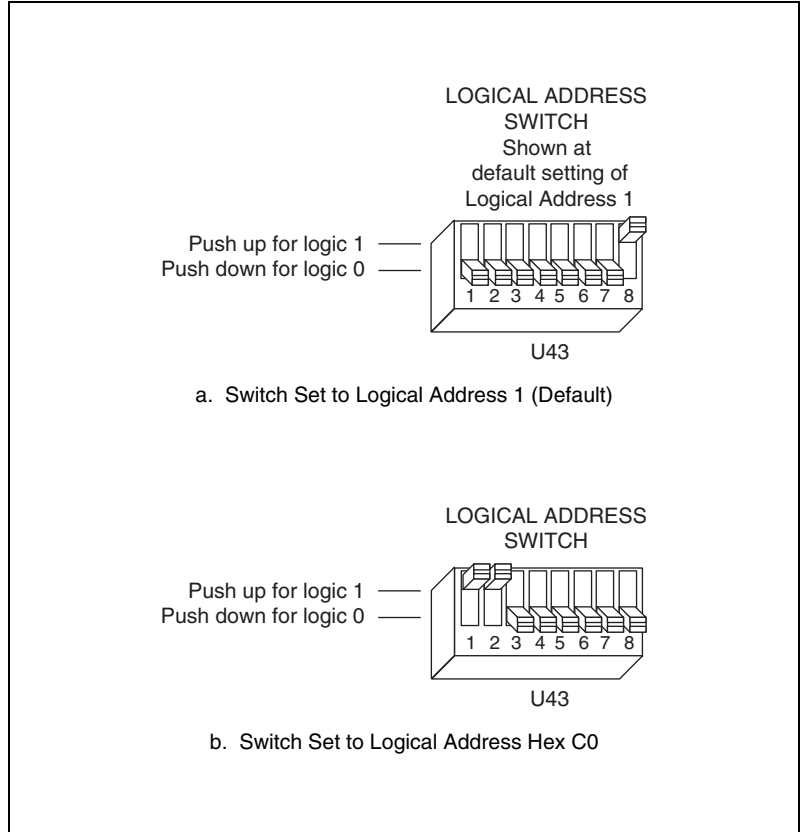 LOGICAL ADDRESS
SWITCH
Shown at
default setting of
Logical Address 1
Push up for logic 1
Push down for logic 0
1 2 3 4 5 6 7 8
U43
a. Switch Set to Logical Address 1 (Default)
LOGICAL ADDRESS
SWITCH
Push up for logic 1
Push down for logic 0
1 2 3 4 5 6 7 8
U43
b. Switch Set to Logical Address Hex C0